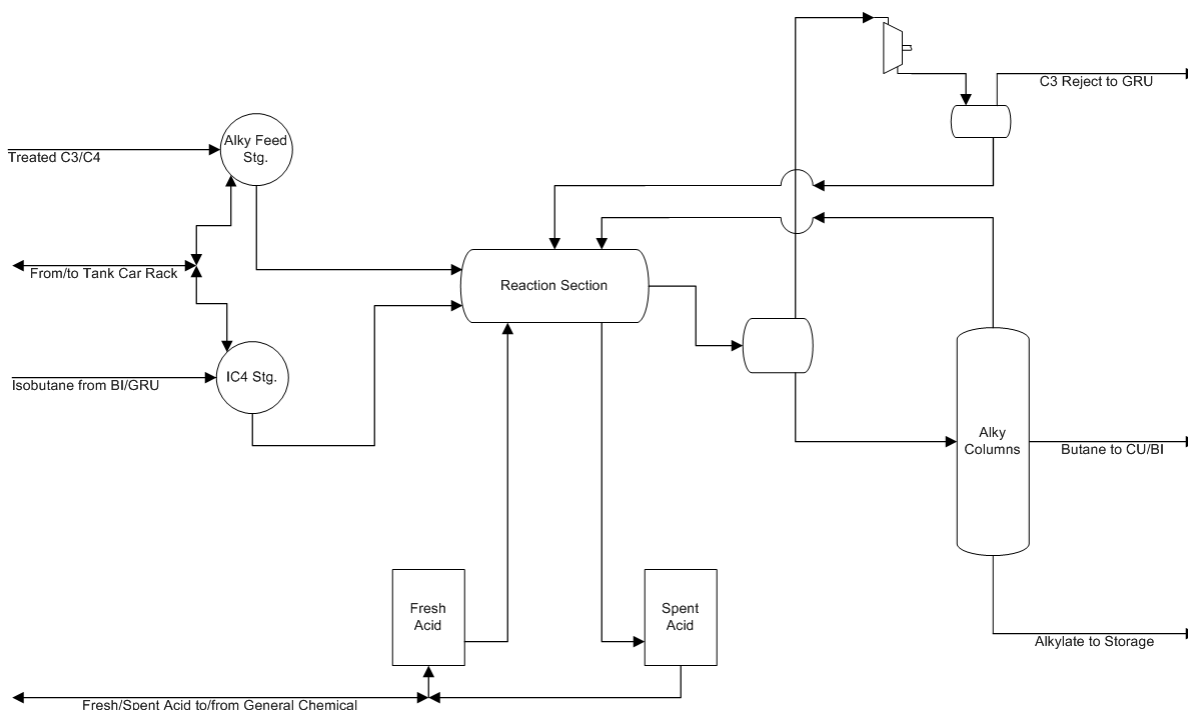 C3 Reject to GRU
Alky Feed
Stg.
Treated C3/C4
From/to Tank Car Rack
Reaction Section
Isobutane from BI/GRU
IC4 Stg.
Alky
Columns
Butane to CU/BI
Fresh
Acid
Spent
Acid
Alkylate to Storage
Fresh/Spent Acid to/from General Chemical